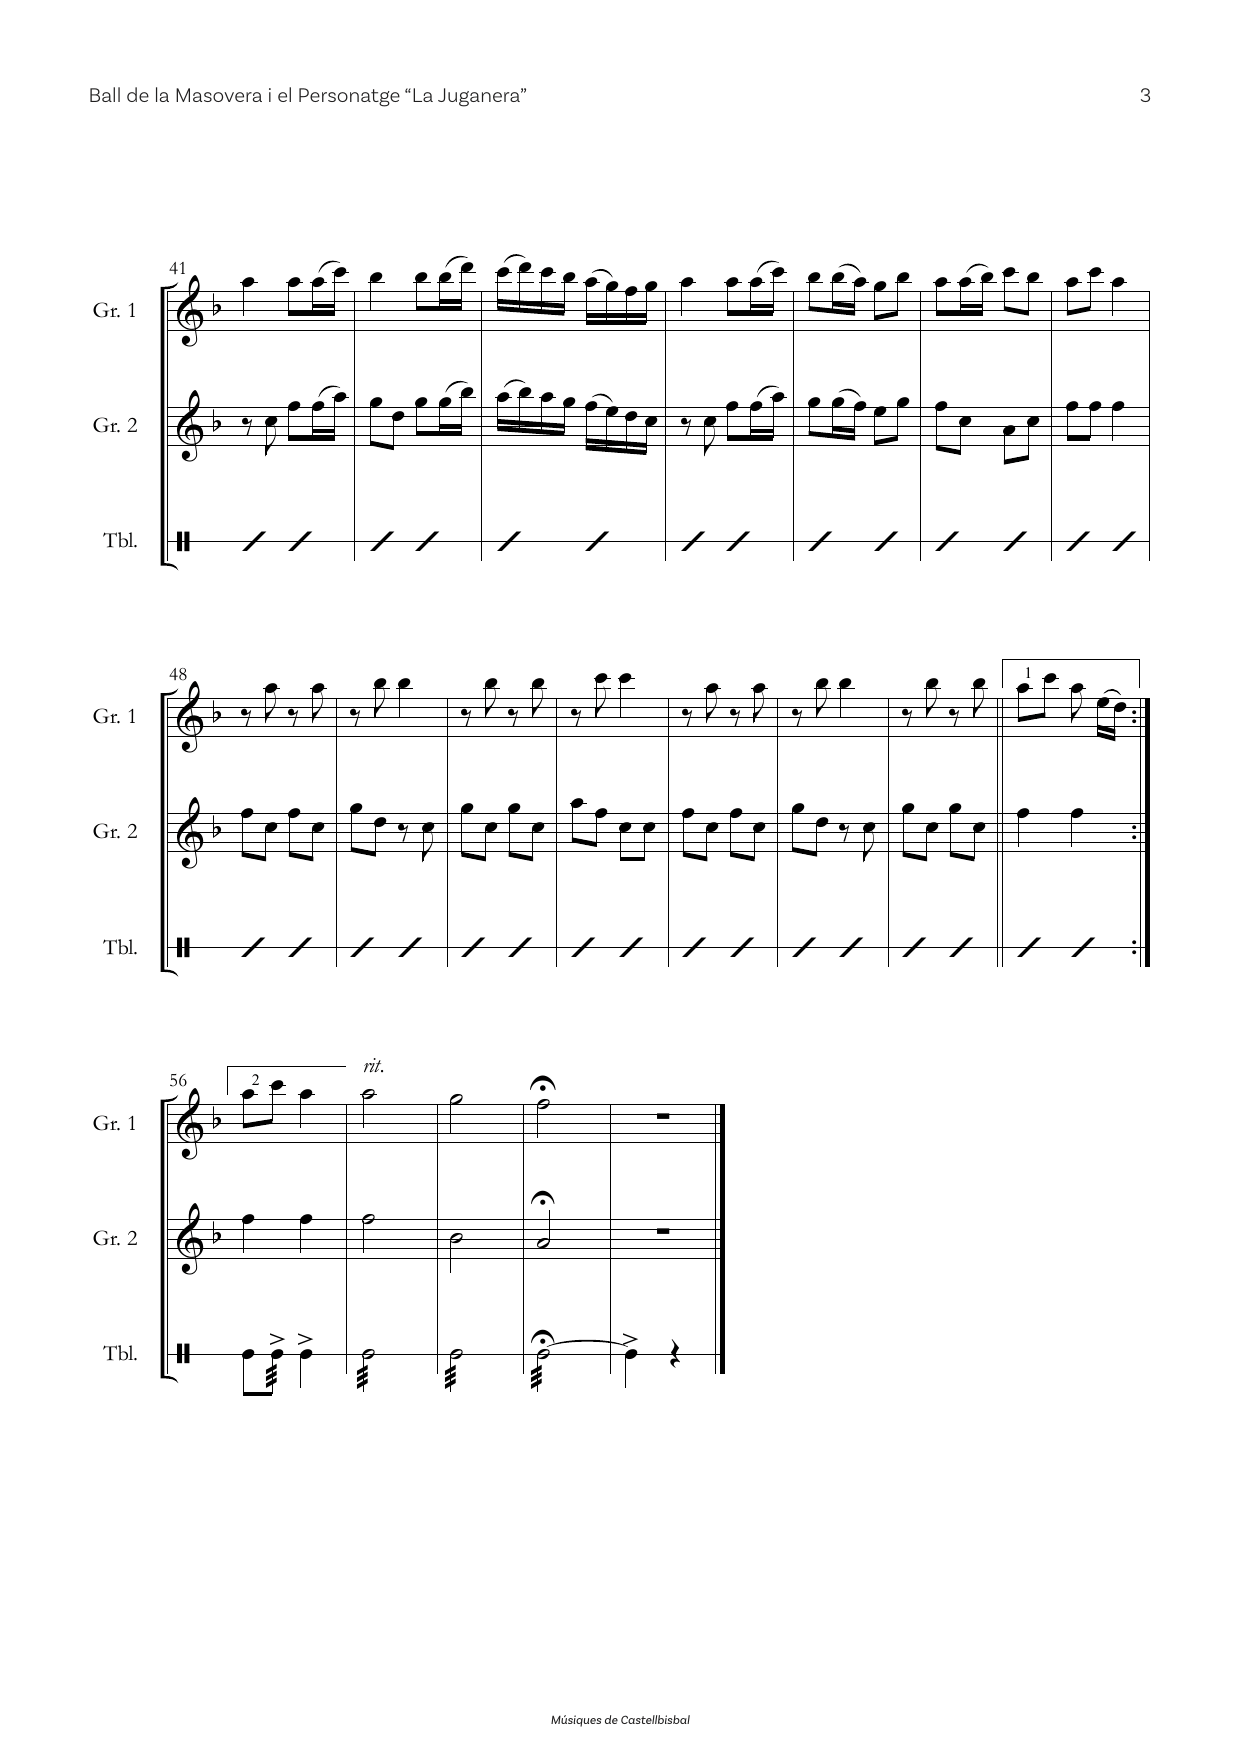 Ball de la Masovera i el Personatge “La Juganera” 3
41
Gr. 1
Gr. 2
Tbl.
48
1
Gr. 1
Gr. 2
Tbl.
rit.
56
2
Gr. 1
Gr. 2
Tbl.
Músiques de Castellbisbal